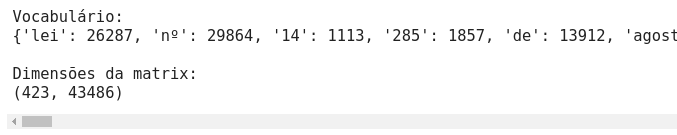 Vocabulário:
{'lei': 26287, 'nº': 29864, '14': 1113, '285': 1857, 'de': 13912, 'agost
Dimensões da matrix:
(423, 43486)